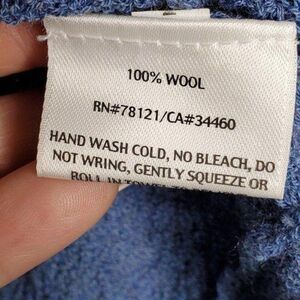 100% WOOL
RN#78121/CA#34460
HAND WASH COLD, NO BLEACH, DO
NOT WRING, GENTLY SQUEEZE OR
ROLL IN TOWEL